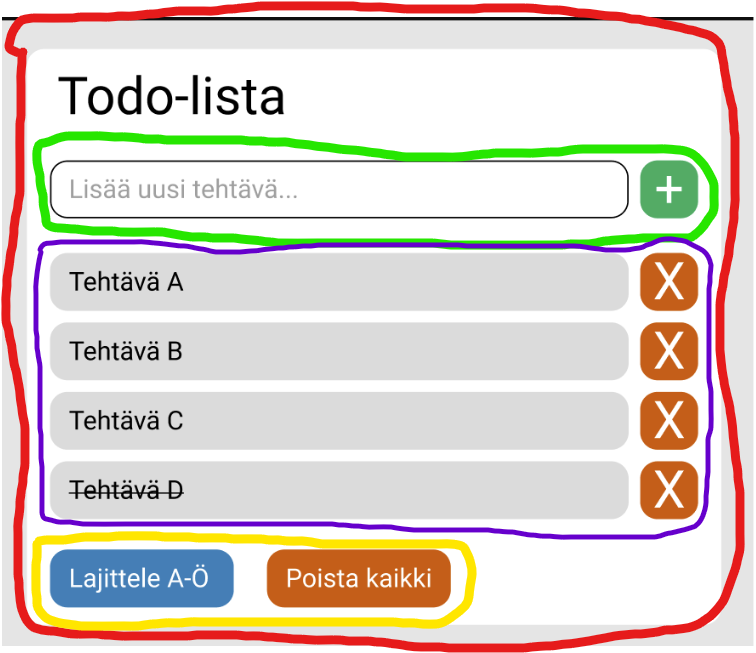 Todo-lista
Lisää uusi tehtävä... +
Tehtävä A X
Tehtävä B X
Tehtävä C X
Tehtävä D X
Lajittele A-Ö Poista kaikki